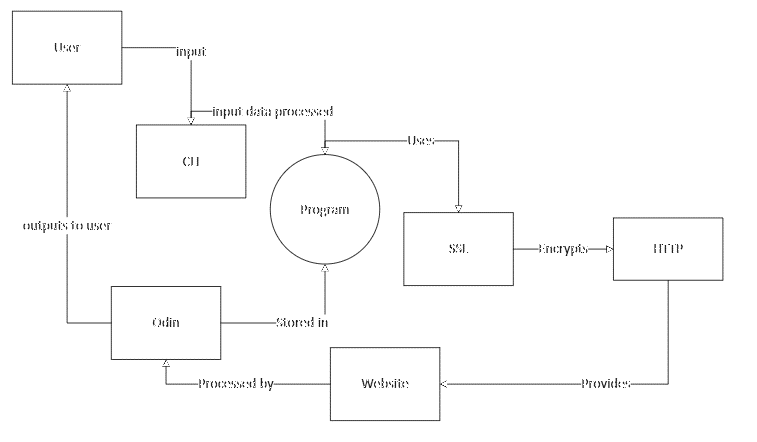 User
input
input data processed
Uses
CLI
Program
outputs to user
SSL
Encrypts
HTTP
Odin
Stored in
Processed by
Website
Provides